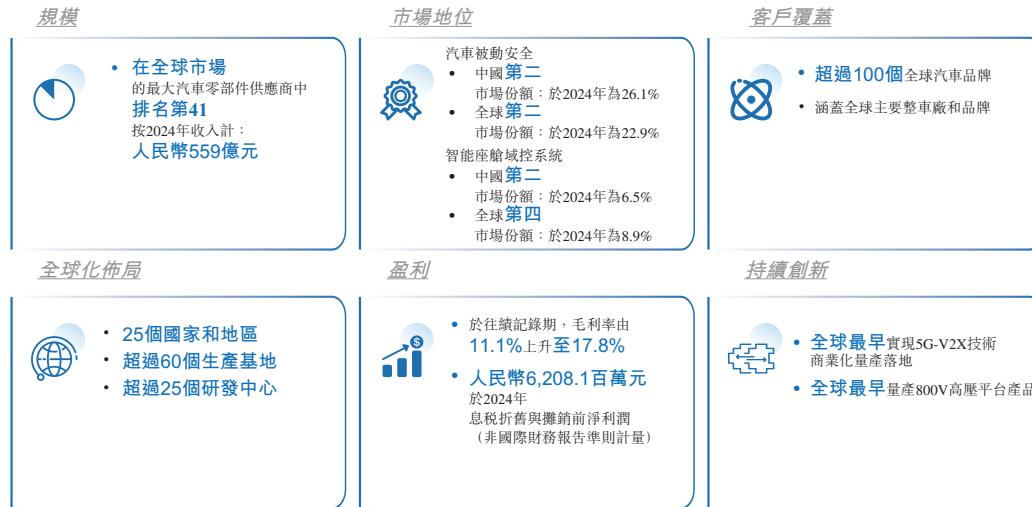 規模
• 在全球市場
的最大汽車零部件供應商中
排名第41
按2024年收入計：
人民幣559億元
市場地位
汽車被動安全
• 中國第二
市場份額：於2024年為26.1%
• 全球第二
市場份額：於2024年為22.9%
智能座艙域控系統
• 中國第二
市場份額：於2024年為6.5%
• 全球第四
市場份額：於2024年為8.9%
客戶覆蓋
• 超過100個全球汽車品牌
• 涵蓋全球主要整車廠和品牌
全球化佈局
• 25個國家和地區
• 超過60個生產基地
• 超過25個研發中心
盈利
$
• 於往績記錄期，毛利率由
11.1%上升至17.8%
• 人民幣6,208.1百萬元
於2024年
息税折舊與攤銷前淨利潤
（非國際財務報告準則計量）
持續創新
• 全球最早實現5G-V2X技術
商業化量產落地
• 全球最早量產800V高壓平台產品